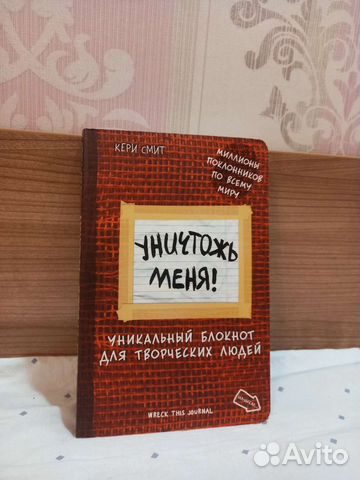 КЕРИ СМИТ
МИЛЛИОНЫ
ПОКЛОННИКОВ
ПО ВСЕМУ
МИРУ
УНИЧТОЖЬ
МЕНЯ!
УНИКАЛЬНЫЙ БЛОКНОТ
ДЛЯ ТВОРЧЕСКИХ ЛЮДЕЙ
WRECK THIS JOURNAL
Avito